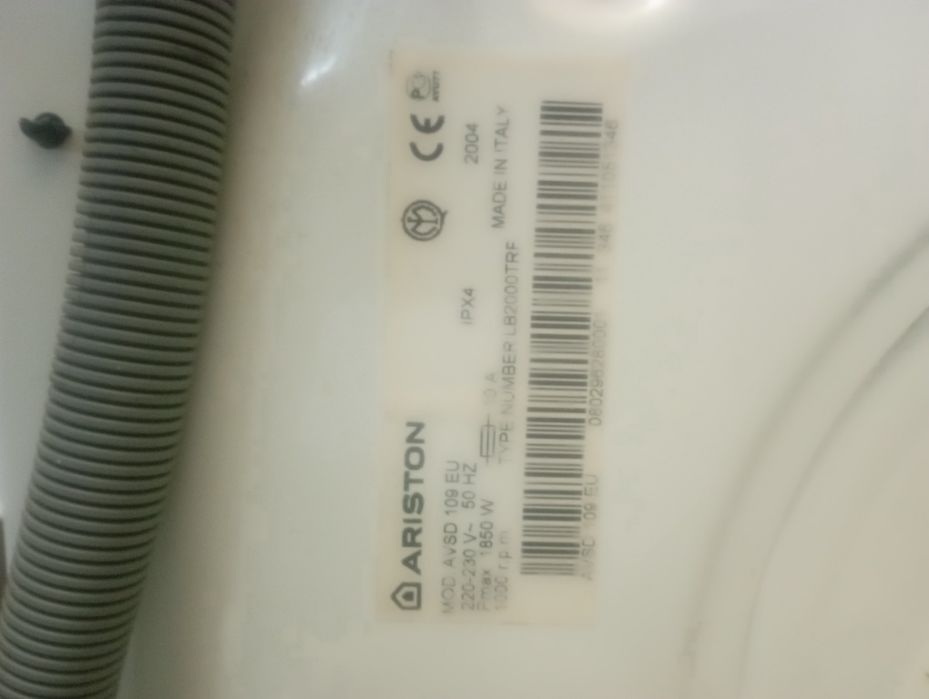 ARISTON
MOD. AVSD 109 EU
220-230 V~ 50 HZ
Pmax 1850 W 10 A
1000 r.p.m
IPX4
2004
TYPE NUMBER LB2000TRF
MADE IN ITALY
AVSD 109 EU